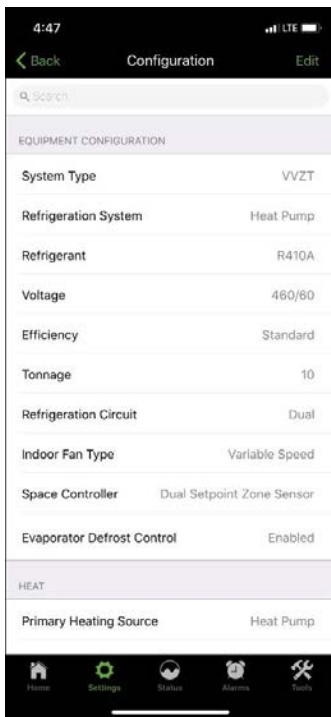 4:47 LTE
Back Configuration Edit
Search
EQUIPMENT CONFIGURATION
System Type VVZT
Refrigeration System Heat Pump
Refrigerant R410A
Voltage 460/60
Efficiency Standard
Tonnage 10
Refrigeration Circuit Dual
Indoor Fan Type Variable Speed
Space Controller Dual Setpoint Zone Sensor
Evaporator Defrost Control Enabled
HEAT
Primary Heating Source Heat Pump
Home Settings Status Alarms Tools